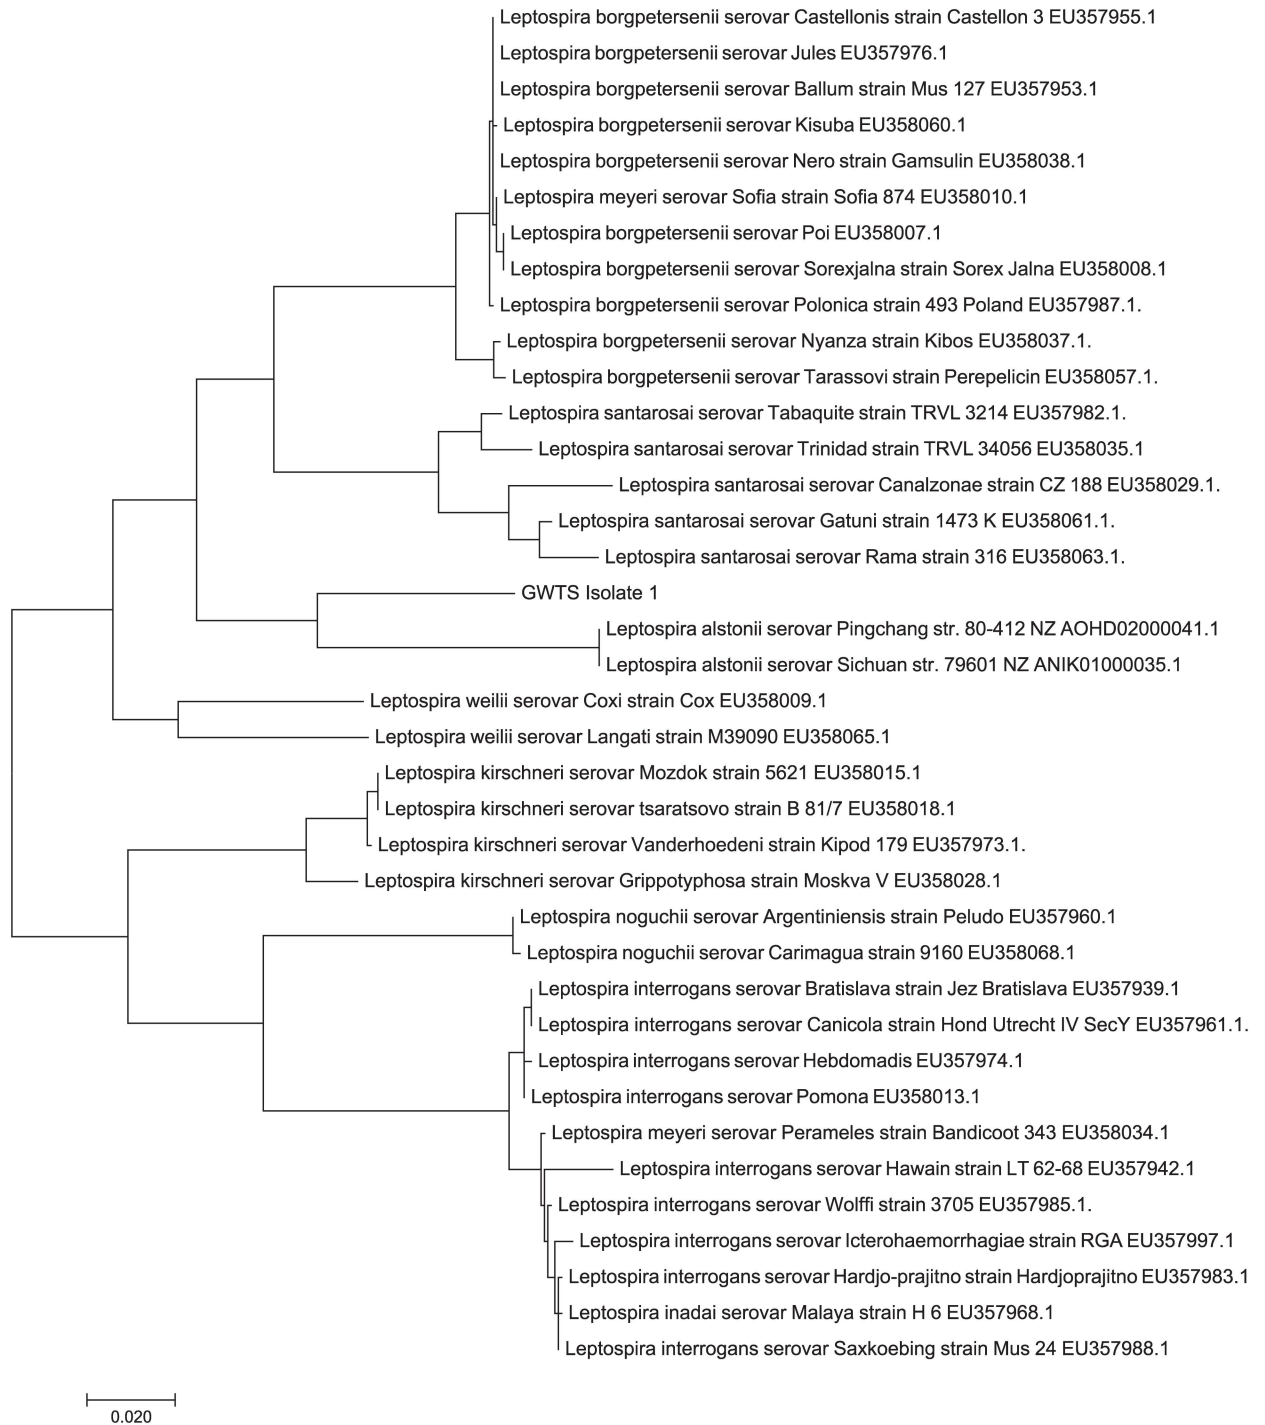 Leptospira borgpetersenii serovar Castellonis strain Castellon 3 EU357955.1
Leptospira borgpetersenii serovar Jules EU357976.1
Leptospira borgpetersenii serovar Ballum strain Mus 127 EU357953.1
Leptospira borgpetersenii serovar Kisuba EU358060.1
Leptospira borgpetersenii serovar Nero strain Gamsulin EU358038.1
Leptospira meyeri serovar Sofia strain Sofia 874 EU358010.1
Leptospira borgpetersenii serovar Poi EU358007.1
Leptospira borgpetersenii serovar Sorexjalna strain Sorex Jalna EU358008.1
Leptospira borgpetersenii serovar Polonica strain 493 Poland EU357987.1.
Leptospira borgpetersenii serovar Nyanza strain Kibos EU358037.1.
Leptospira borgpetersenii serovar Tarassovi strain Perepelicin EU358057.1.
Leptospira santarosai serovar Tabaquite strain TRVL 3214 EU357982.1.
Leptospira santarosai serovar Trinidad strain TRVL 34056 EU358035.1
Leptospira santarosai serovar Canalzonae strain CZ 188 EU358029.1.
Leptospira santarosai serovar Gatuni strain 1473 K EU358061.1.
Leptospira santarosai serovar Rama strain 316 EU358063.1.
GWTS Isolate 1
Leptospira alstonii serovar Pingchang str. 80-412 NZ AOHD02000041.1
Leptospira alstonii serovar Sichuan str. 79601 NZ ANIK01000035.1
Leptospira weilii serovar Coxi strain Cox EU358009.1
Leptospira weilii serovar Langati strain M39090 EU358065.1
Leptospira kirschneri serovar Mozdok strain 5621 EU358015.1
Leptospira kirschneri serovar tsaratsovo strain B 81/7 EU358018.1
Leptospira kirschneri serovar Vanderhoedeni strain Kipod 179 EU357973.1.
Leptospira kirschneri serovar Grippotyphosa strain Moskva V EU358028.1
Leptospira noguchii serovar Argentiniensis strain Peludo EU357960.1
Leptospira noguchii serovar Carimagua strain 9160 EU358068.1
Leptospira interrogans serovar Bratislava strain Jez Bratislava EU357939.1
Leptospira interrogans serovar Canicola strain Hond Utrecht IV SecY EU357961.1.
Leptospira interrogans serovar Hebdomadis EU357974.1
Leptospira interrogans serovar Pomona EU358013.1
Leptospira meyeri serovar Perameles strain Bandicoot 343 EU358034.1
Leptospira interrogans serovar Hawain strain LT 62-68 EU357942.1
Leptospira interrogans serovar Wolffi strain 3705 EU357985.1.
Leptospira interrogans serovar Icterohaemorrhagiae strain RGA EU357997.1
Leptospira interrogans serovar Hardjo-prajitno strain Hardjoprajitno EU357983.1
Leptospira inadai serovar Malaya strain H 6 EU357968.1
Leptospira interrogans serovar Saxkoebing strain Mus 24 EU357988.1
0.020